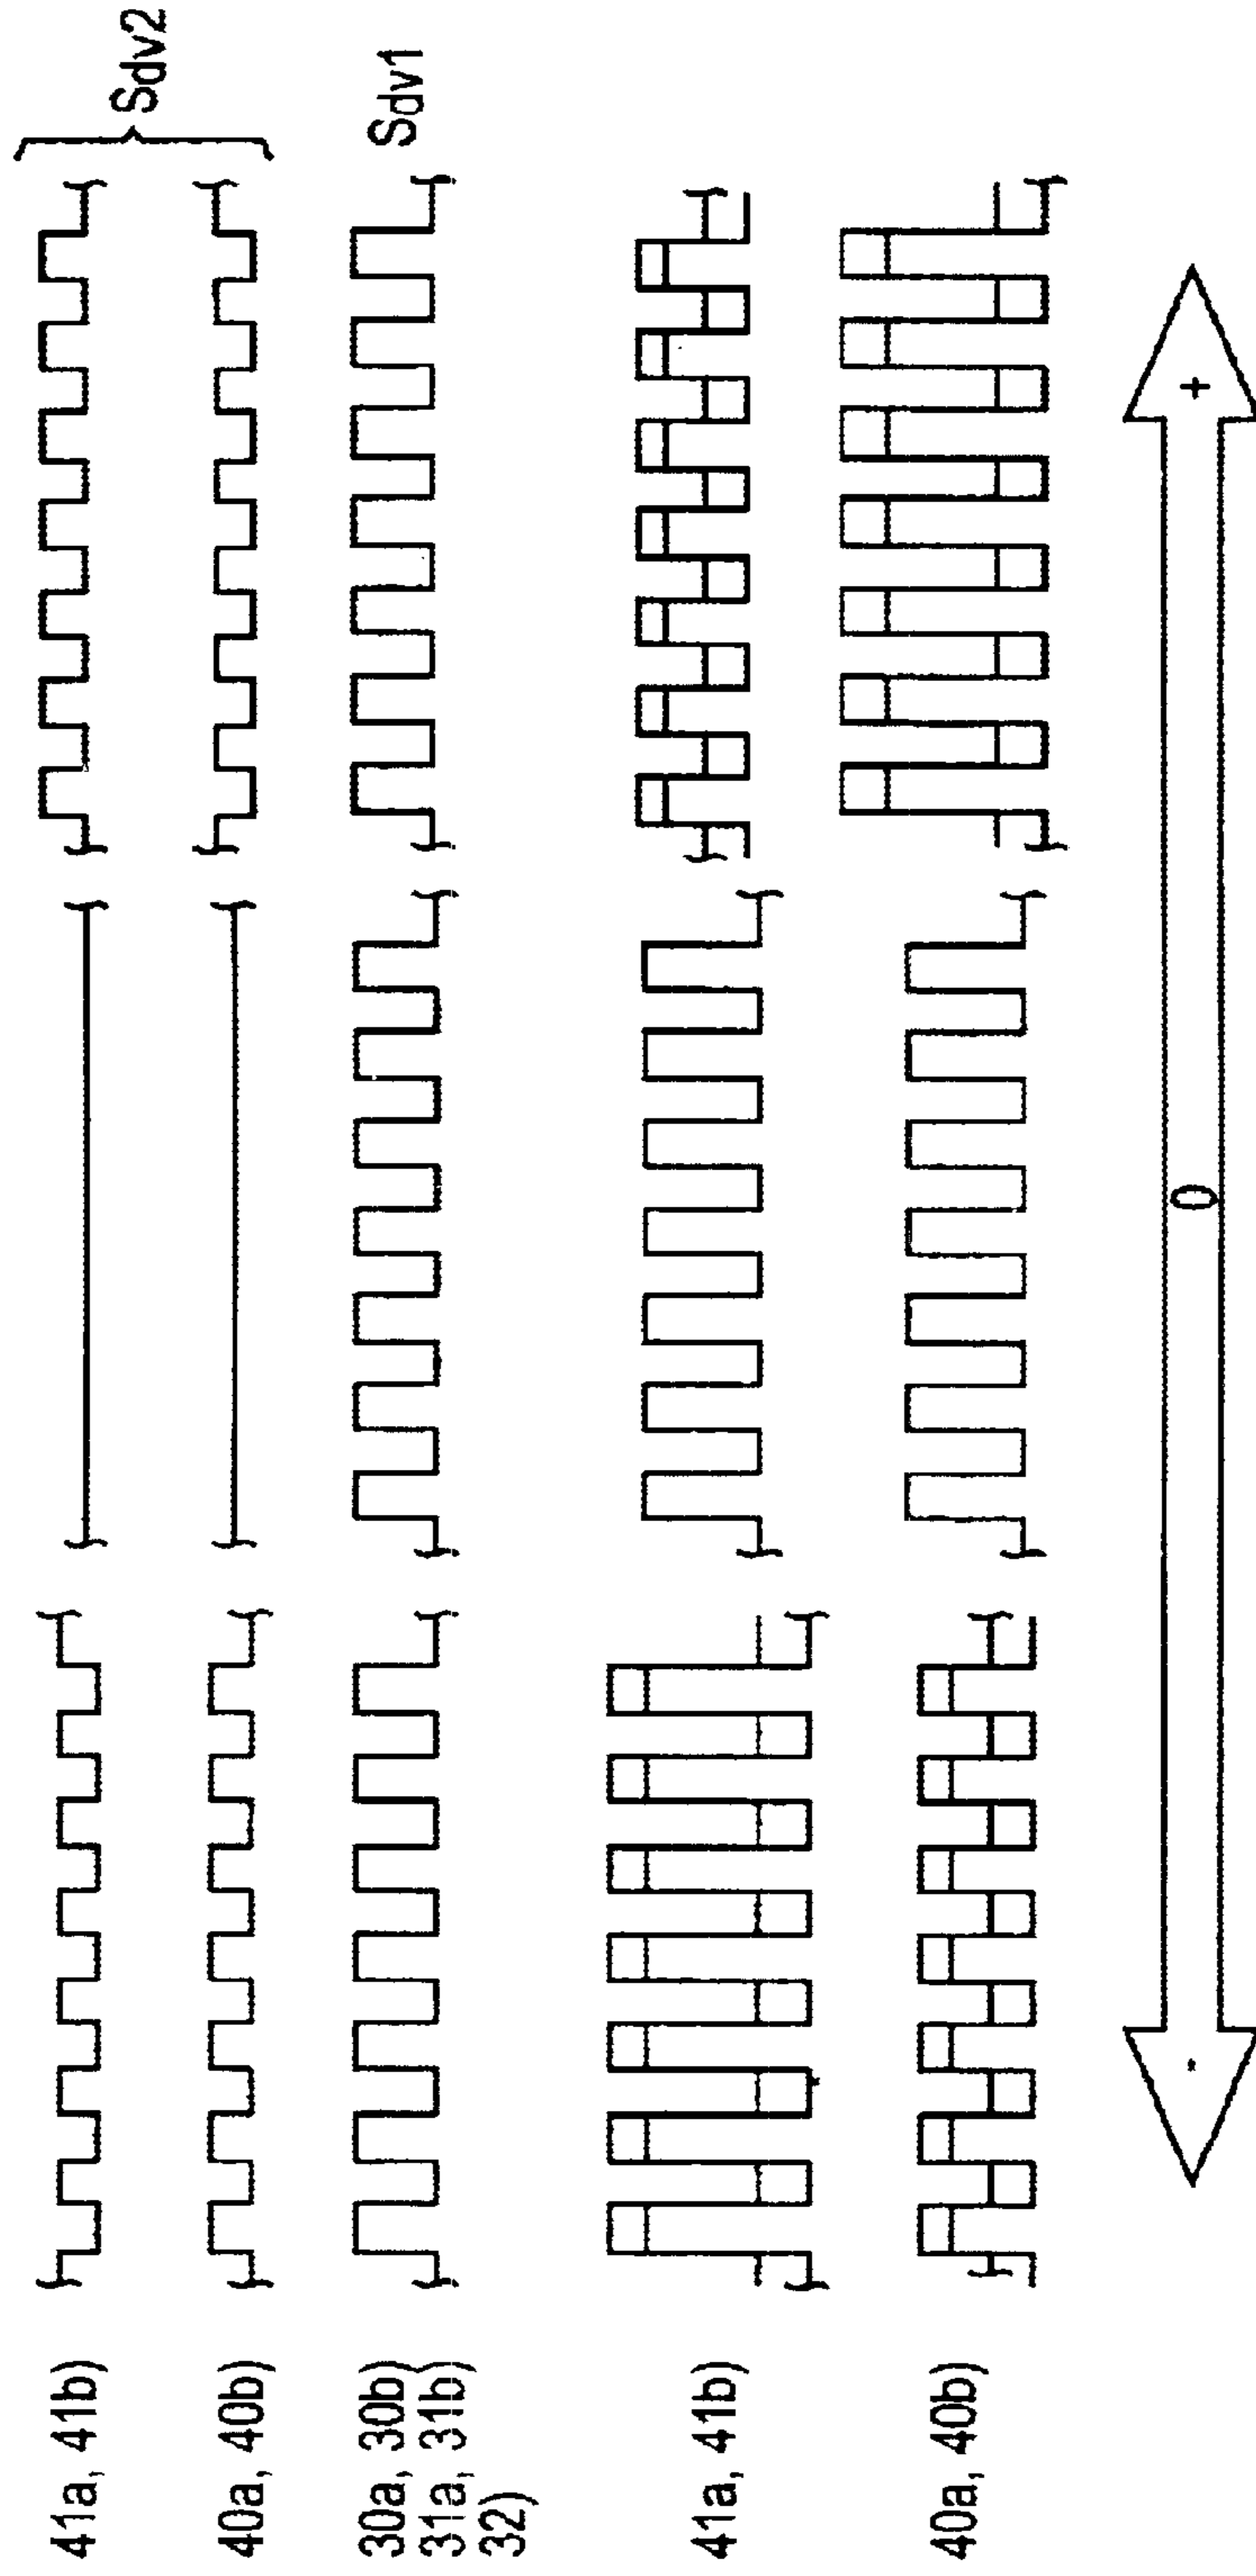 41a, 41b)
Sdv2
40a, 40b)
30a, 30b)
31a, 31b)
32)
Sdv1
41a, 41b)
40a, 40b)
- 0 +